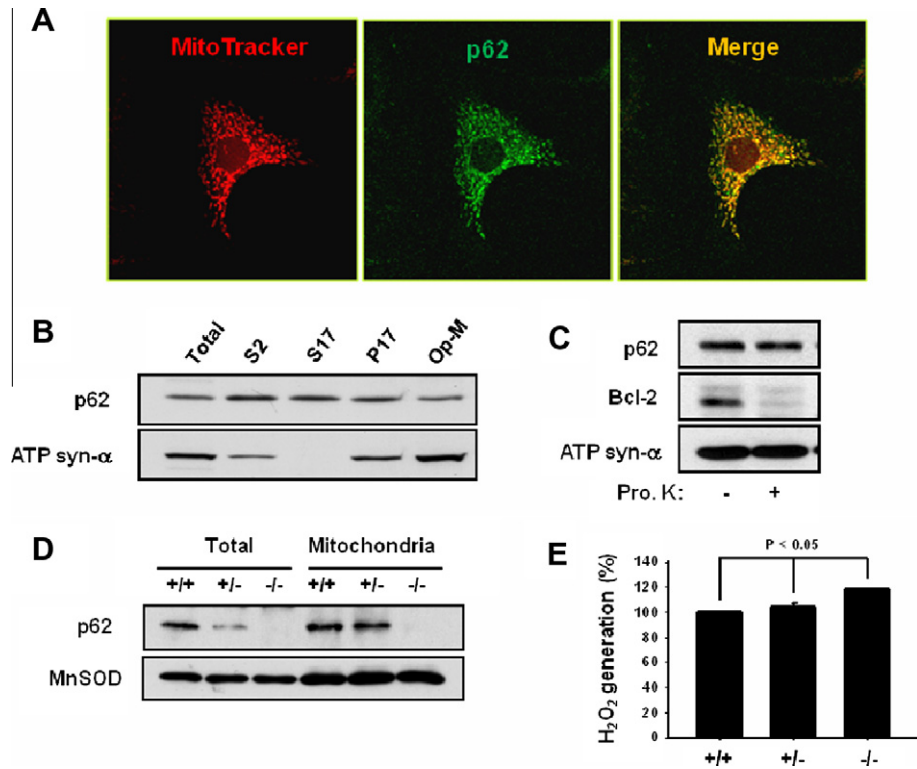 A
MitoTracker
p62
Merge
B
Total
S2
S17
P17
Op-M
p62
ATP syn-α
C
p62
Bcl-2
ATP syn-α
Pro. K: - +
D
Total Mitochondria
+/+ +/- -/- +/+ +/- -/-
p62
MnSOD
E
P < 0.05
H₂O₂ generation (%)
140
120
100
80
60
40
20
0
+/+ +/- -/-